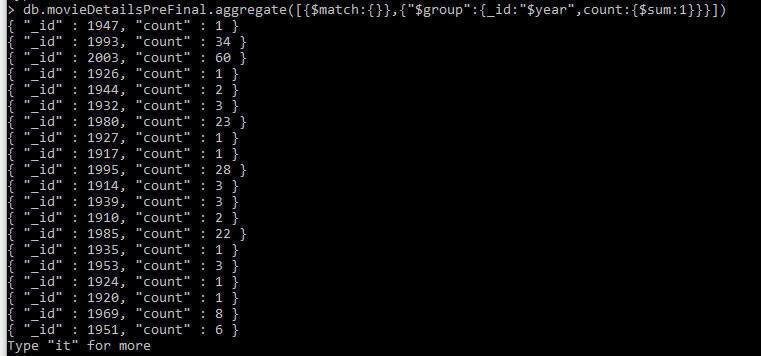 > db.movieDetailsPreFinal.aggregate([{$match:{}},{"$group":{_id:"$year",count:{$sum:1}}}])
{ "_id" : 1947, "count" : 1 }
{ "_id" : 1993, "count" : 34 }
{ "_id" : 2003, "count" : 60 }
{ "_id" : 1926, "count" : 1 }
{ "_id" : 1944, "count" : 2 }
{ "_id" : 1932, "count" : 3 }
{ "_id" : 1980, "count" : 23 }
{ "_id" : 1927, "count" : 1 }
{ "_id" : 1917, "count" : 1 }
{ "_id" : 1995, "count" : 28 }
{ "_id" : 1914, "count" : 3 }
{ "_id" : 1939, "count" : 3 }
{ "_id" : 1910, "count" : 2 }
{ "_id" : 1985, "count" : 22 }
{ "_id" : 1935, "count" : 1 }
{ "_id" : 1953, "count" : 3 }
{ "_id" : 1924, "count" : 1 }
{ "_id" : 1920, "count" : 1 }
{ "_id" : 1969, "count" : 8 }
{ "_id" : 1951, "count" : 6 }
Type "it" for more